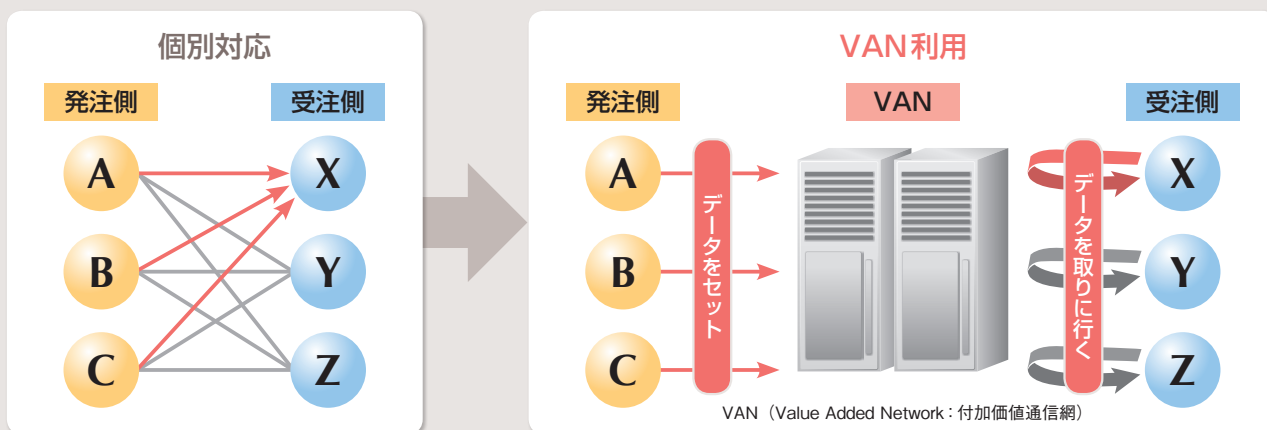 個別対応
発注側
受注側
A
X
B
Y
C
Z
VAN利用
発注側
VAN
受注側
A
X
B
Y
C
Z
データをセット
データを取りに行く
VAN(Value Added Network:付加価値通信網)